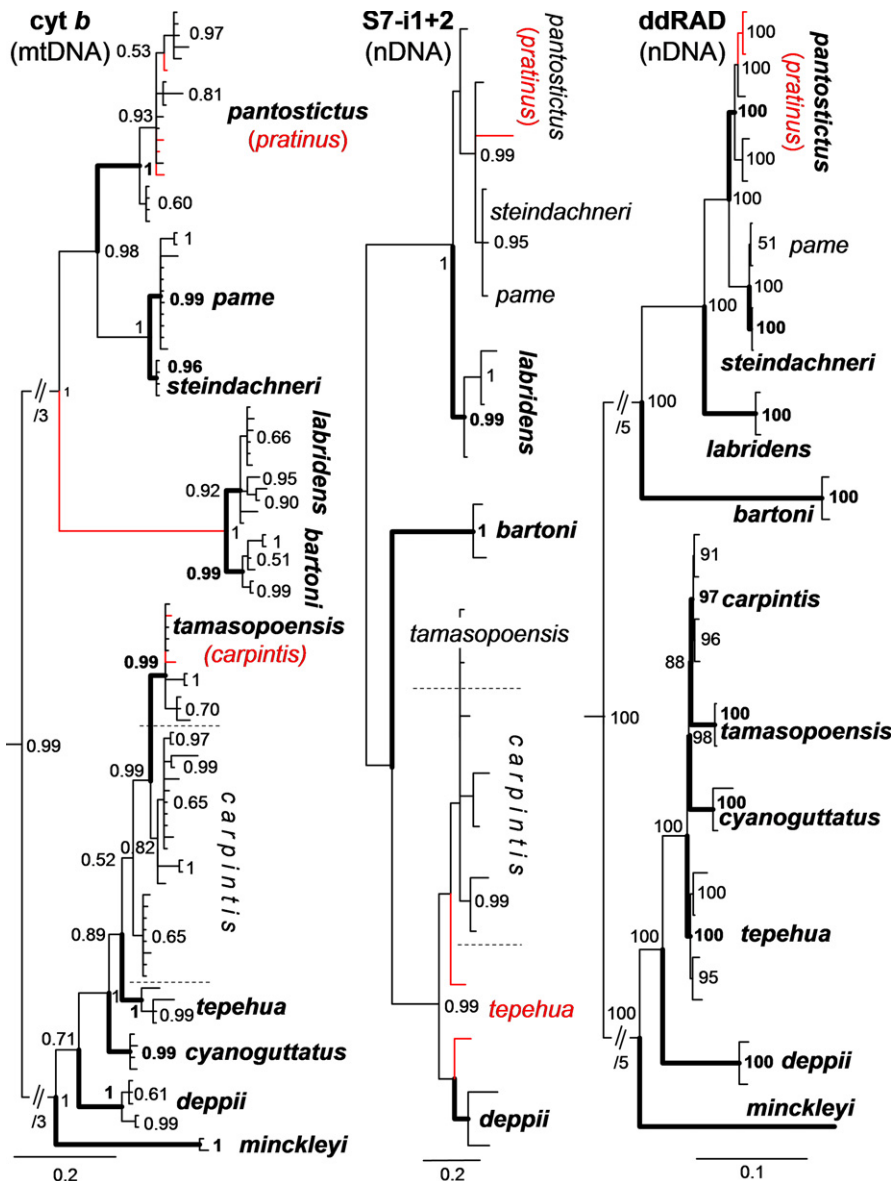 cyt b
(mtDNA)
0.97
0.53
0.81
0.93
pantostictus
(pratinus)
1
0.60
0.98
1
0.99 pame
1
0.96
steindachneri
1
/3
0.66
labridens
0.95
0.92
0.90
1
bartoni
1
0.51
0.99
0.99
tamasopoensis
(carpintis)
0.99
1
0.70
0.97
0.99
0.99
0.65
carpintis
0.82
0.52
1
0.65
0.89
1
tepehua
1
0.99
0.99 cyanoguttatus
0.71
1
0.61
deppii
0.99
1
/3
1 minckleyi
0.99
0.2
S7-i1+2
(nDNA)
pantostictus
(pratinus)
0.99
steindachneri
0.95
pame
1
labridens
1
0.99
1 bartoni
tamasopoensis
carpintis
0.99
0.99
tepehua
deppii
0.2
ddRAD
(nDNA)
100
pantostictus
(pratinus)
100
100
100
100
51 pame
100
100
100
steindachneri
100
labridens
100
/5
100
bartoni
91
97 carpintis
96
88
100
98 tamasopoensis
100
cyanoguttatus
100
100
100 tepehua
95
100
100
100
/5
100 deppii
minckleyi
0.1